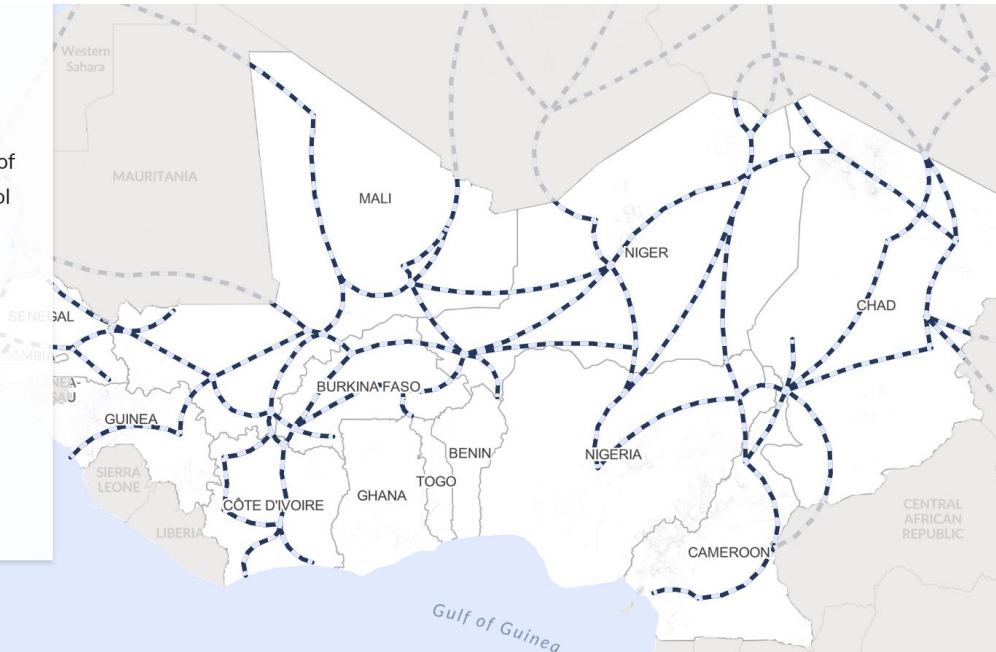 of
ol
Western
Sahara
MAURITANIA
MALI
NIGER
CHAD
SENEGAL
BURKINA FASO
GUINEA
BENIN
NIGERIA
TOGO
SIERRA
LEONE
GHANA
CÔTE D'IVOIRE
LIBERIA
CENTRAL
AFRICAN
REPUBLIC
CAMEROON
Gulf of Guinea